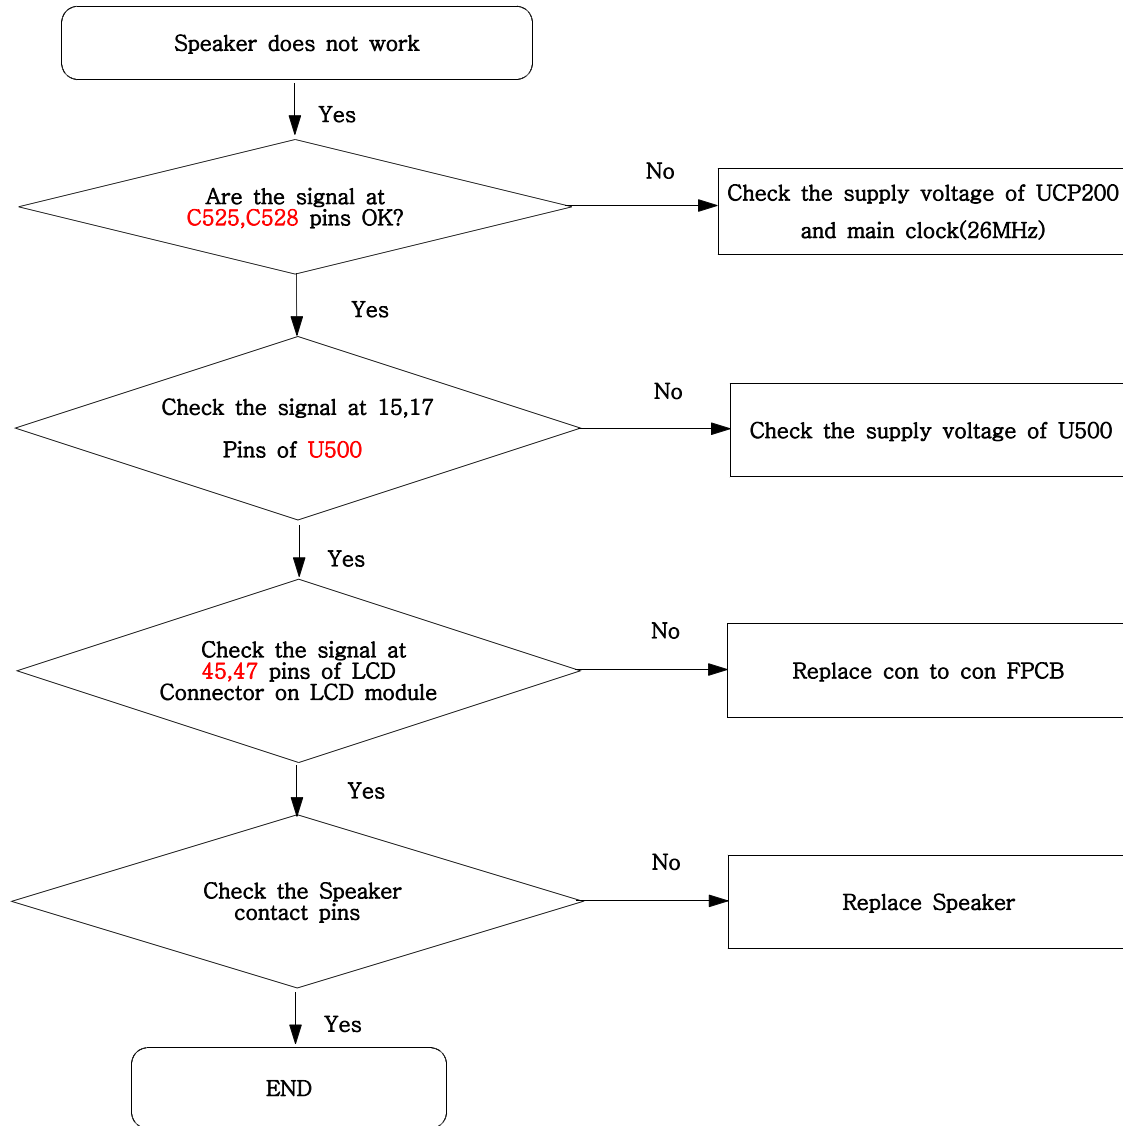 Speaker does not work
Yes
Are the signal at
C525,C528 pins OK?
No
Check the supply voltage of UCP200
and main clock(26MHz)
Yes
Check the signal at 15,17
Pins of U500
No
Check the supply voltage of U500
Yes
Check the signal at
45,47 pins of LCD
Connector on LCD module
No
Replace con to con FPCB
Yes
Check the Speaker
contact pins
No
Replace Speaker
Yes
END